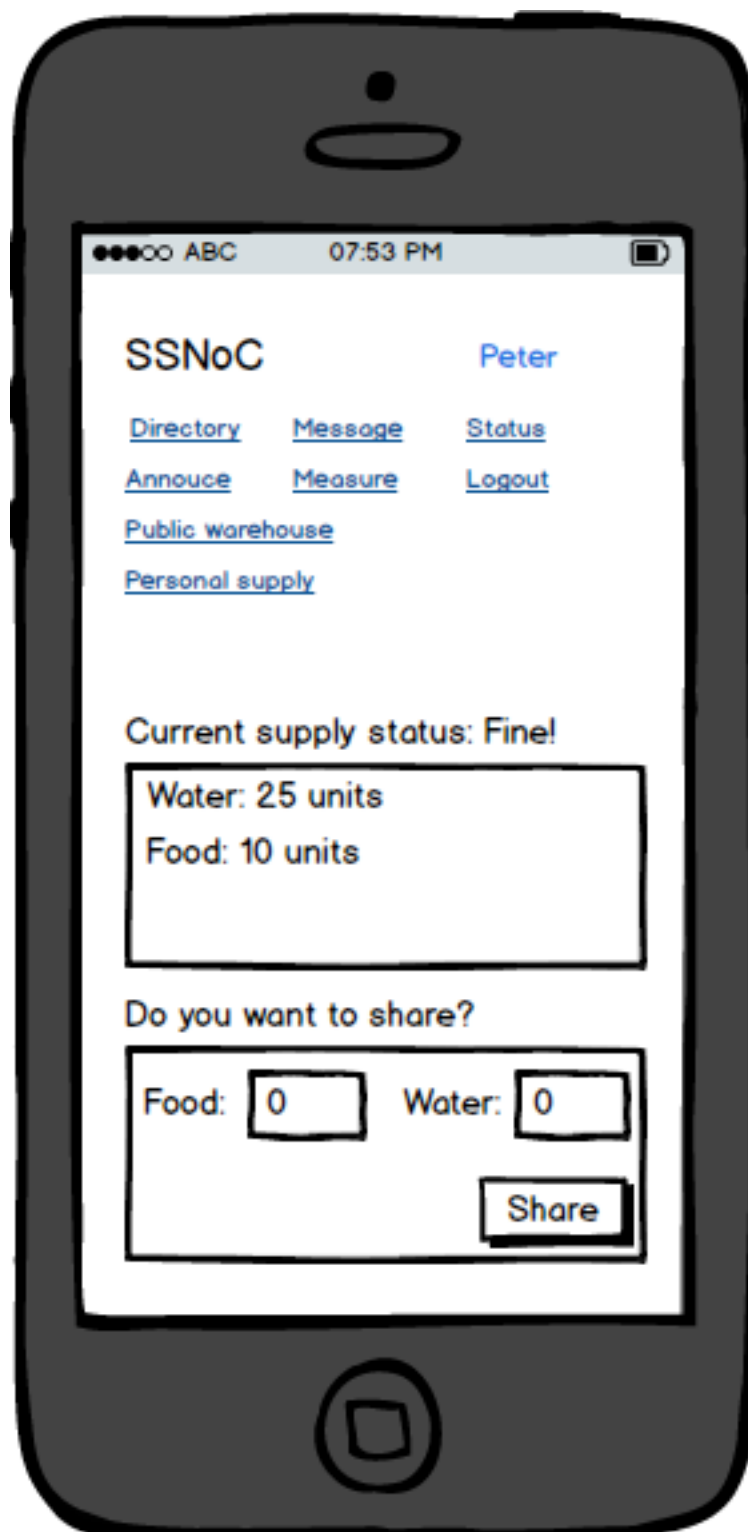 ABC 07:53 PM
SSNoC Peter
Directory Message Status
Annouce Measure Logout
Public warehouse
Personal supply
Current supply status: Fine!
Water: 25 units
Food: 10 units
Do you want to share?
Food: 0 Water: 0
Share